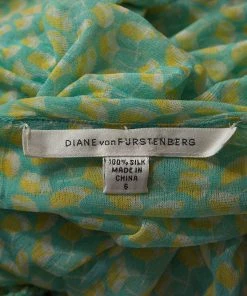 DIANE von FURSTENBERG
100% SILK
MADE IN
CHINA
6